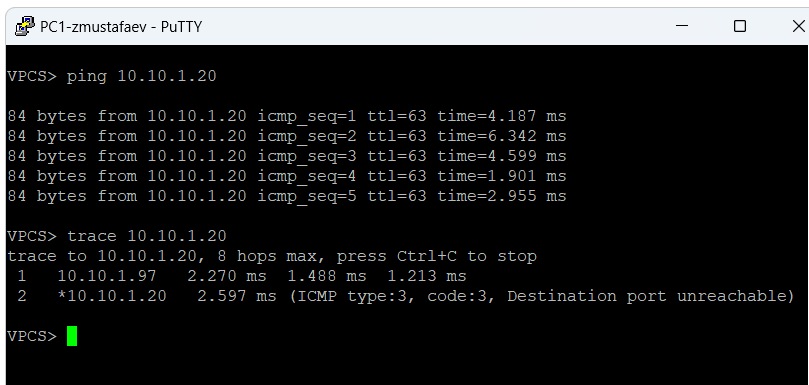 PC1-zmustafaev - PuTTY
VPCS> ping 10.10.1.20
84 bytes from 10.10.1.20 icmp_seq=1 ttl=63 time=4.187 ms
84 bytes from 10.10.1.20 icmp_seq=2 ttl=63 time=6.342 ms
84 bytes from 10.10.1.20 icmp_seq=3 ttl=63 time=4.599 ms
84 bytes from 10.10.1.20 icmp_seq=4 ttl=63 time=1.901 ms
84 bytes from 10.10.1.20 icmp_seq=5 ttl=63 time=2.955 ms
VPCS> trace 10.10.1.20
trace to 10.10.1.20, 8 hops max, press Ctrl+C to stop
1   10.10.1.97   2.270 ms  1.488 ms  1.213 ms
2   *10.10.1.20   2.597 ms (ICMP type:3, code:3, Destination port unreachable)
VPCS>